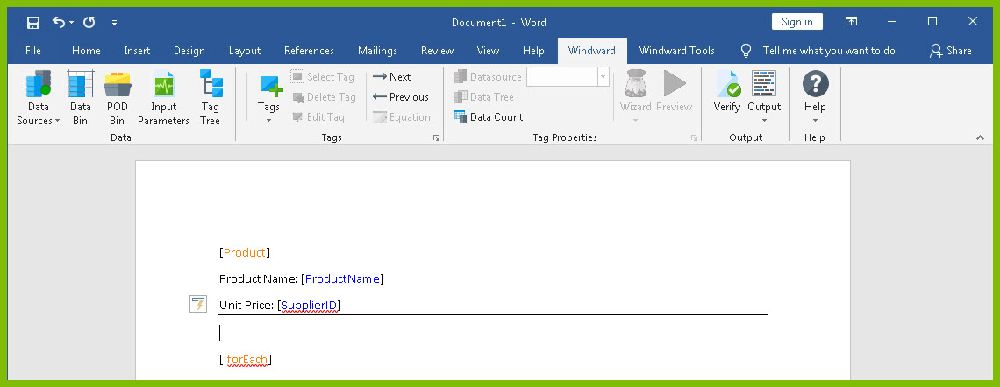 Document1 - Word
Sign in
File Home Insert Design Layout References Mailings Review View Help Windward Windward Tools Tell me what you want to do Share
Data Sources
Data Bin
POD Bin
Input Parameters
Tag Tree
Data
Tags
Select Tag
Delete Tag
Edit Tag
Next
Previous
Equation
Tags
Datasource
Data Tree
Data Count
Wizard
Preview
Tag Properties
Verify
Output
Output
Help
Help
[Product]
Product Name: [ProductName]
Unit Price: [SupplierID]
[:forEach]